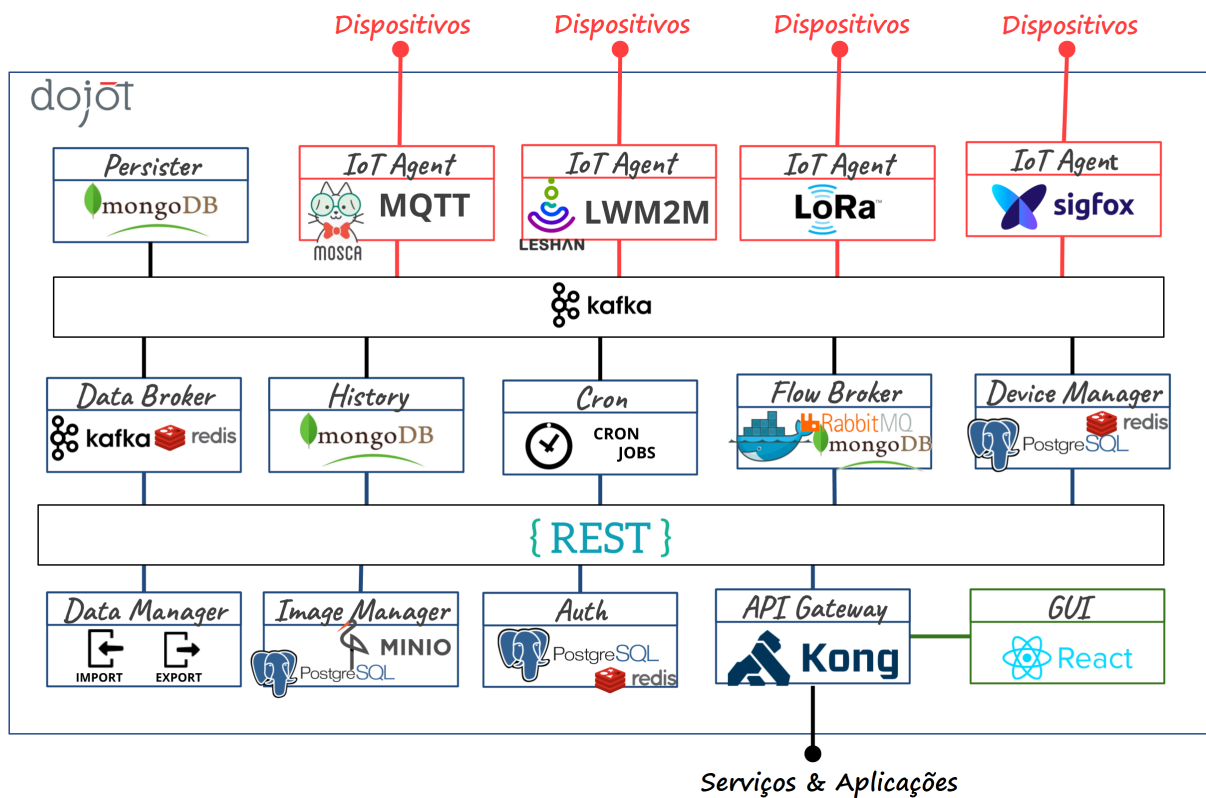 Dispositivos
Dispositivos
Dispositivos
Dispositivos
dojot
Persister
mongoDB
IoT Agent
MQTT
MOSCA
IoT Agent
LWM2M
LESHAN
IoT Agent
LoRa™
IoT Agent
sigfox
kafka
Data Broker
kafka
redis
History
mongoDB
Cron
CRON
JOBS
Flow Broker
RabbitMQ
mongoDB
Device Manager
redis
PostgreSQL
{ REST }
Data Manager
IMPORT
EXPORT
Image Manager
MINIO
PostgreSQL
Auth
PostgreSQL
redis
API Gateway
Kong
GUI
React
Serviços & Aplicações